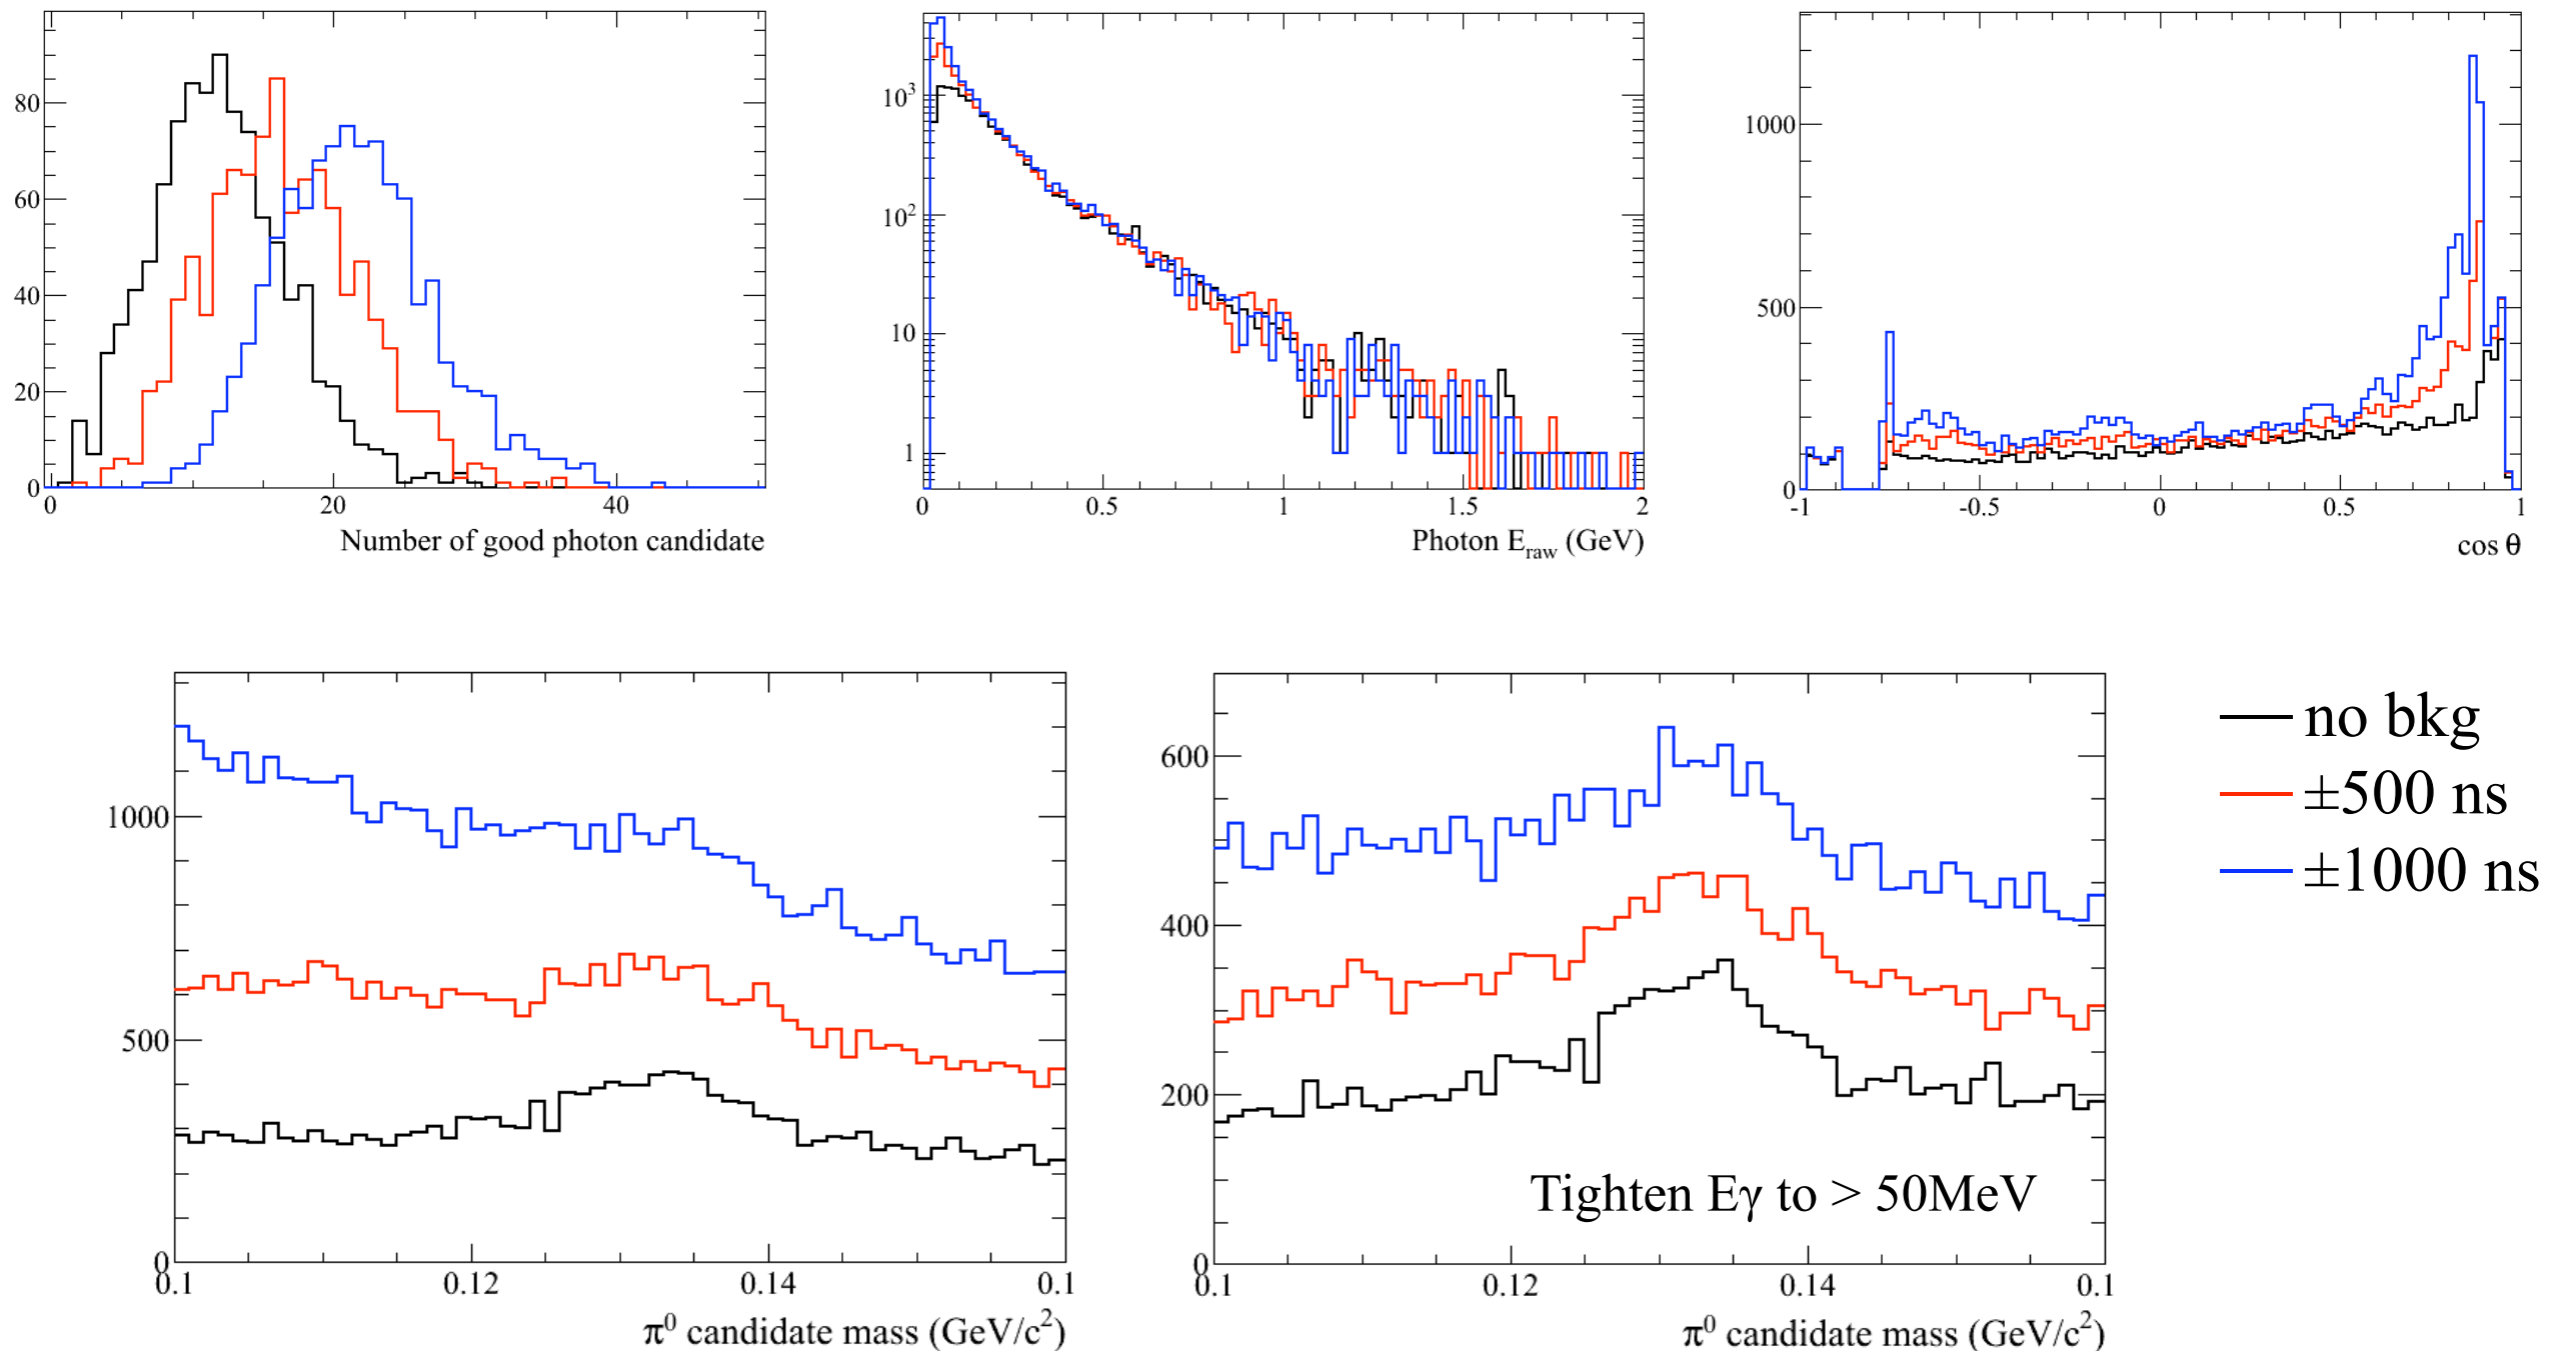 80
60
40
20
0
0 20 40
Number of good photon candidate
10³
10²
10
1
0 0.5 1 1.5 2
Photon E_raw (GeV)
1000
500
0
-1 -0.5 0 0.5 1
cos θ
1000
500
0
0.1 0.12 0.14 0.1
π⁰ candidate mass (GeV/c²)
600
400
200
0
Tighten Eγ to > 50MeV
0.1 0.12 0.14 0.1
π⁰ candidate mass (GeV/c²)
no bkg
±500 ns
±1000 ns